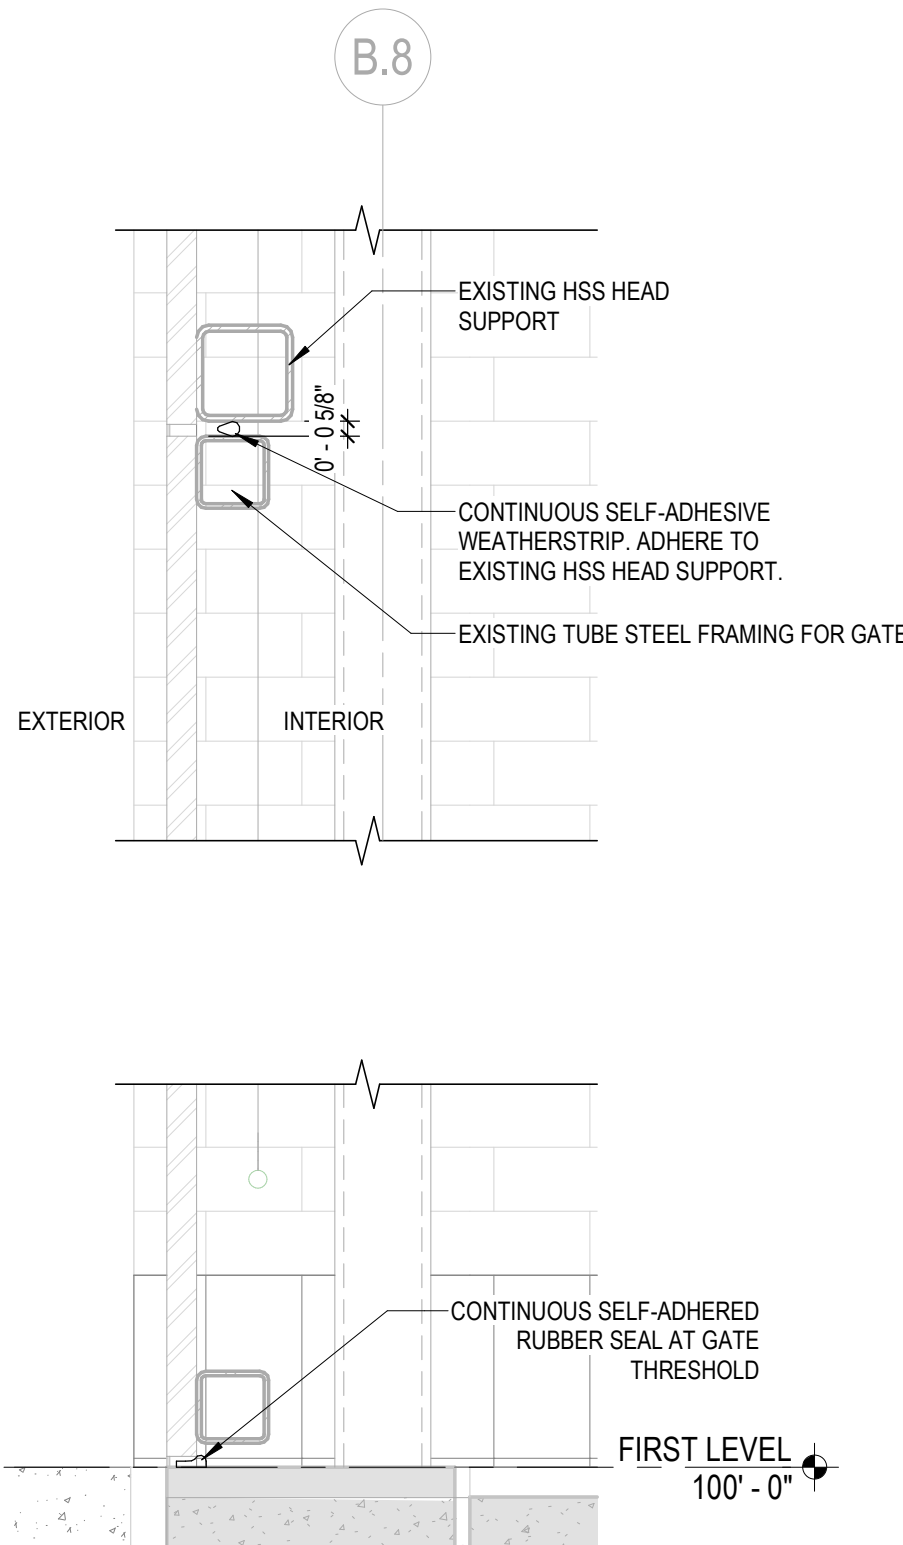 B.8
EXISTING HSS HEAD
SUPPORT
0' - 0 5/8"
CONTINUOUS SELF-ADHESIVE
WEATHERSTRIP. ADHERE TO
EXISTING HSS HEAD SUPPORT.
EXISTING TUBE STEEL FRAMING FOR GATE
EXTERIOR
INTERIOR
CONTINUOUS SELF-ADHERED
RUBBER SEAL AT GATE
THRESHOLD
FIRST LEVEL
100' - 0"